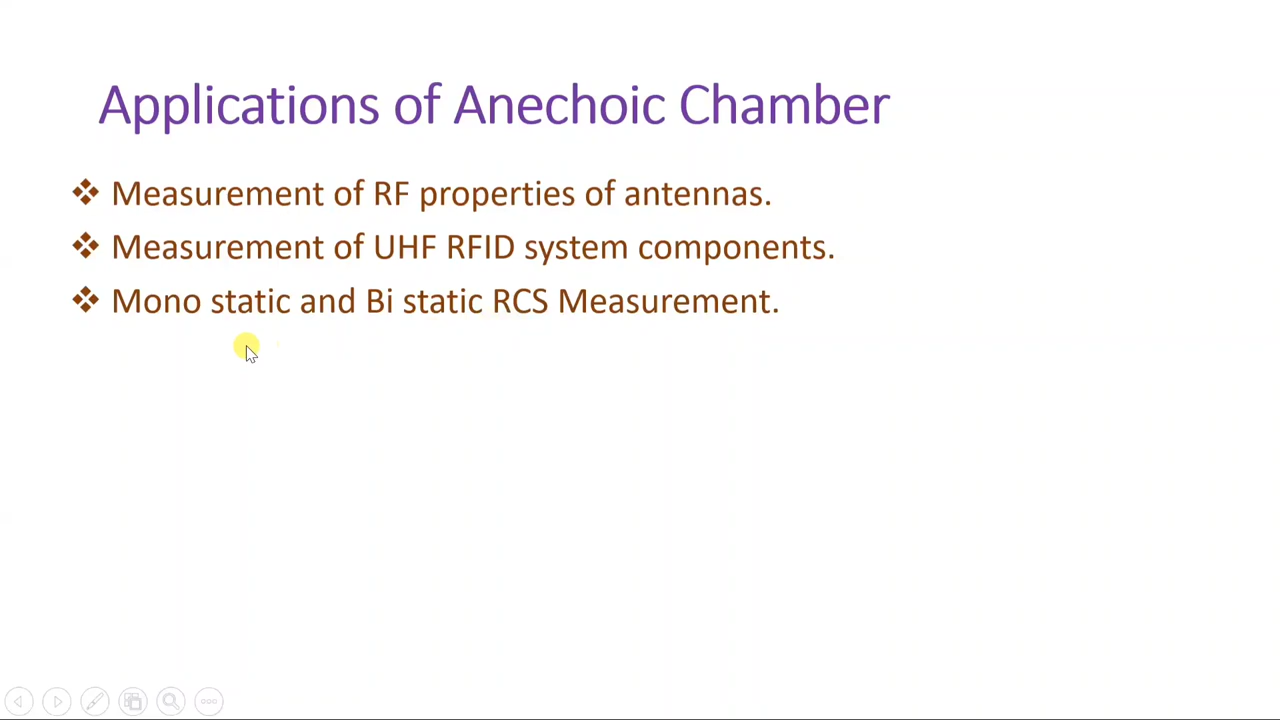 Applications of Anechoic Chamber
❖ Measurement of RF properties of antennas.
❖ Measurement of UHF RFID system components.
❖ Mono static and Bi static RCS Measurement.